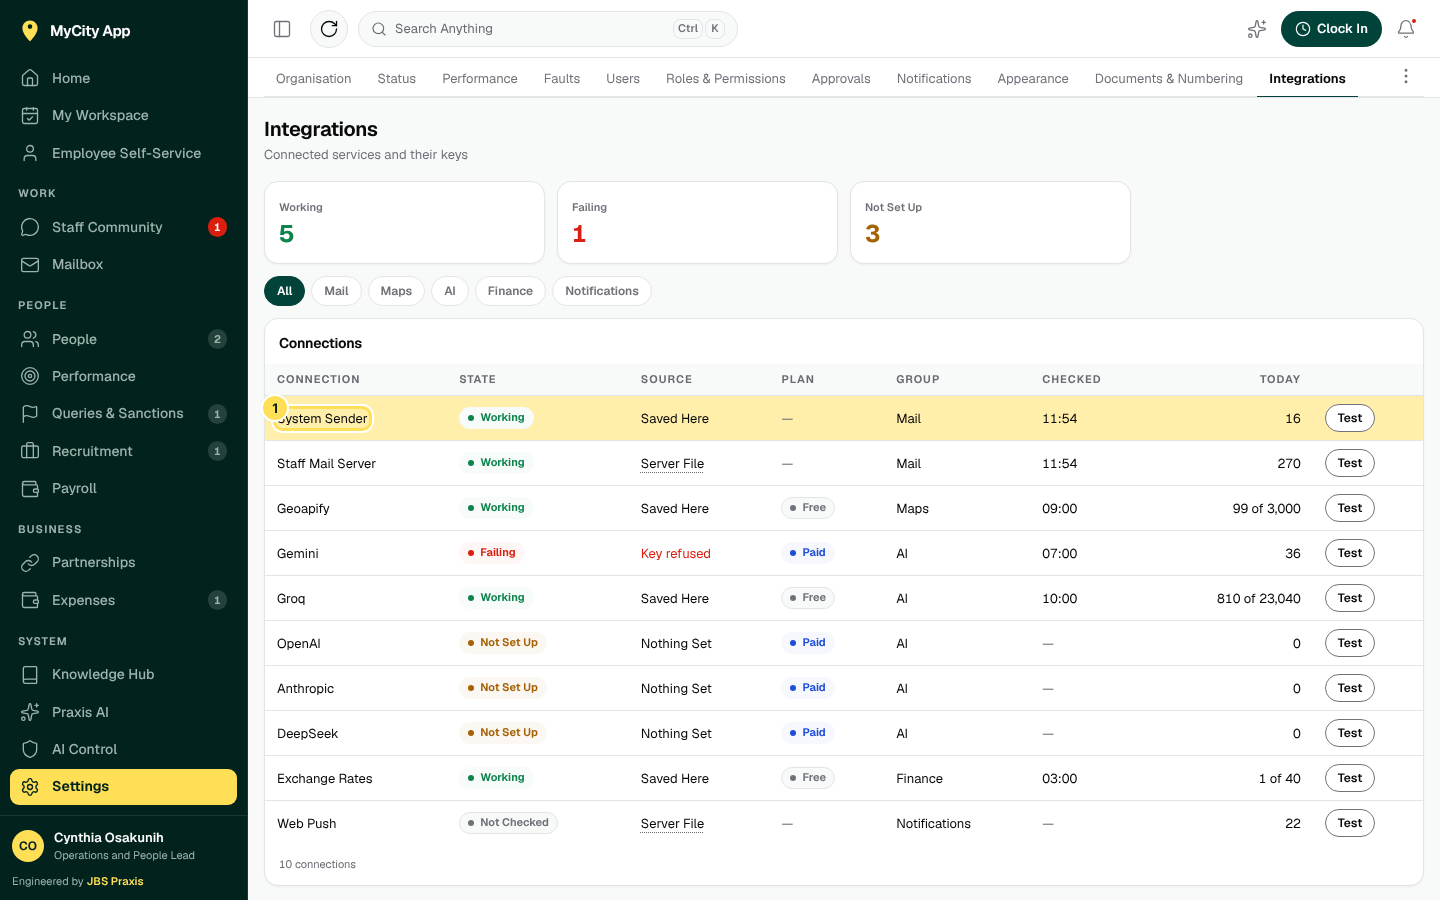 MyCity App
Home
My Workspace
Employee Self-Service
WORK
Staff Community 1
Mailbox
PEOPLE
People 2
Performance
Queries & Sanctions 1
Recruitment 1
Payroll
BUSINESS
Partnerships
Expenses 1
SYSTEM
Knowledge Hub
Praxis AI
AI Control
Settings
CO Cynthia Osakunih
Operations and People Lead
Engineered by JBS Praxis
Search Anything Ctrl K
Clock In
Organisation Status Performance Faults Users Roles & Permissions Approvals Notifications Appearance Documents & Numbering Integrations
Integrations
Connected services and their keys
Working Failing Not Set Up
5 1 3
All Mail Maps AI Finance Notifications
Connections
CONNECTION STATE SOURCE PLAN GROUP CHECKED TODAY
1 System Sender Working Saved Here — Mail 11:54 16 Test
Staff Mail Server Working Server File — Mail 11:54 270 Test
Geoapify Working Saved Here Free Maps 09:00 99 of 3,000 Test
Gemini Failing Key refused Paid AI 07:00 36 Test
Groq Working Saved Here Free AI 10:00 810 of 23,040 Test
OpenAI Not Set Up Nothing Set Paid AI — 0 Test
Anthropic Not Set Up Nothing Set Paid AI — 0 Test
DeepSeek Not Set Up Nothing Set Paid AI — 0 Test
Exchange Rates Working Saved Here Free Finance 03:00 1 of 40 Test
Web Push Not Checked Server File — Notifications — 22 Test
10 connections